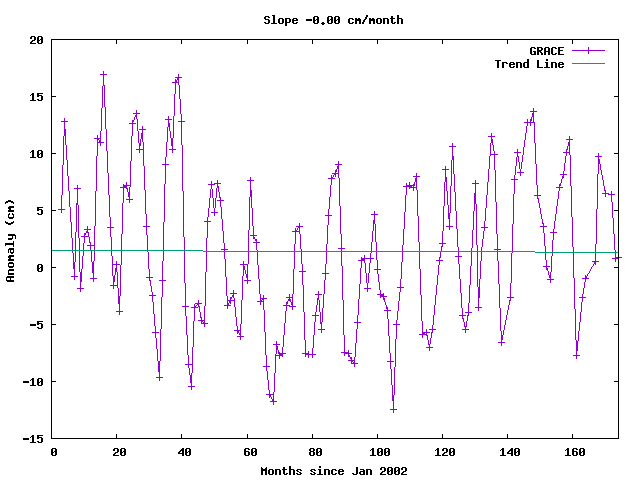 Slope -0.00 cm/month
GRACE
Trend Line
20
15
10
5
0
-5
-10
-15
Anomaly (cm)
0 20 40 60 80 100 120 140 160
Months since Jan 2002